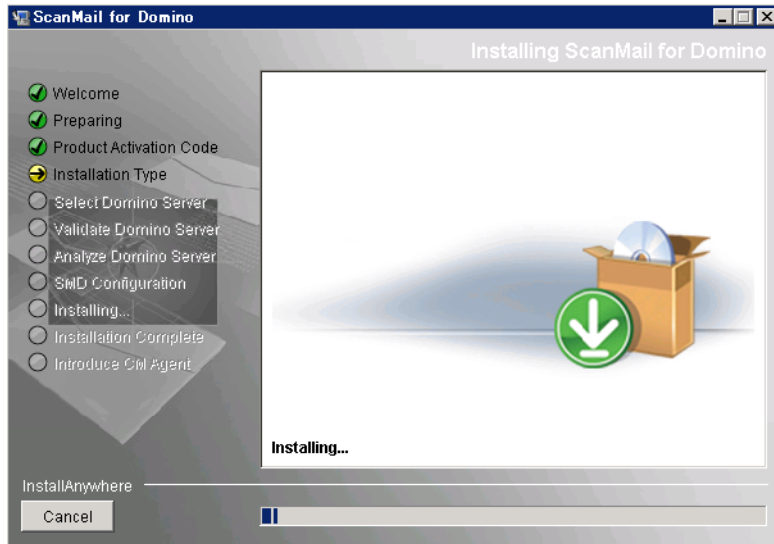 ScanMail for Domino
Installing ScanMail for Domino
Welcome
Preparing
Product Activation Code
Installation Type
Select Domino Server
Validate Domino Server
Analyze Domino Server
SMD Configuration
Installing...
Installation Complete
Introduce CM Agent
Installing...
InstallAnywhere
Cancel